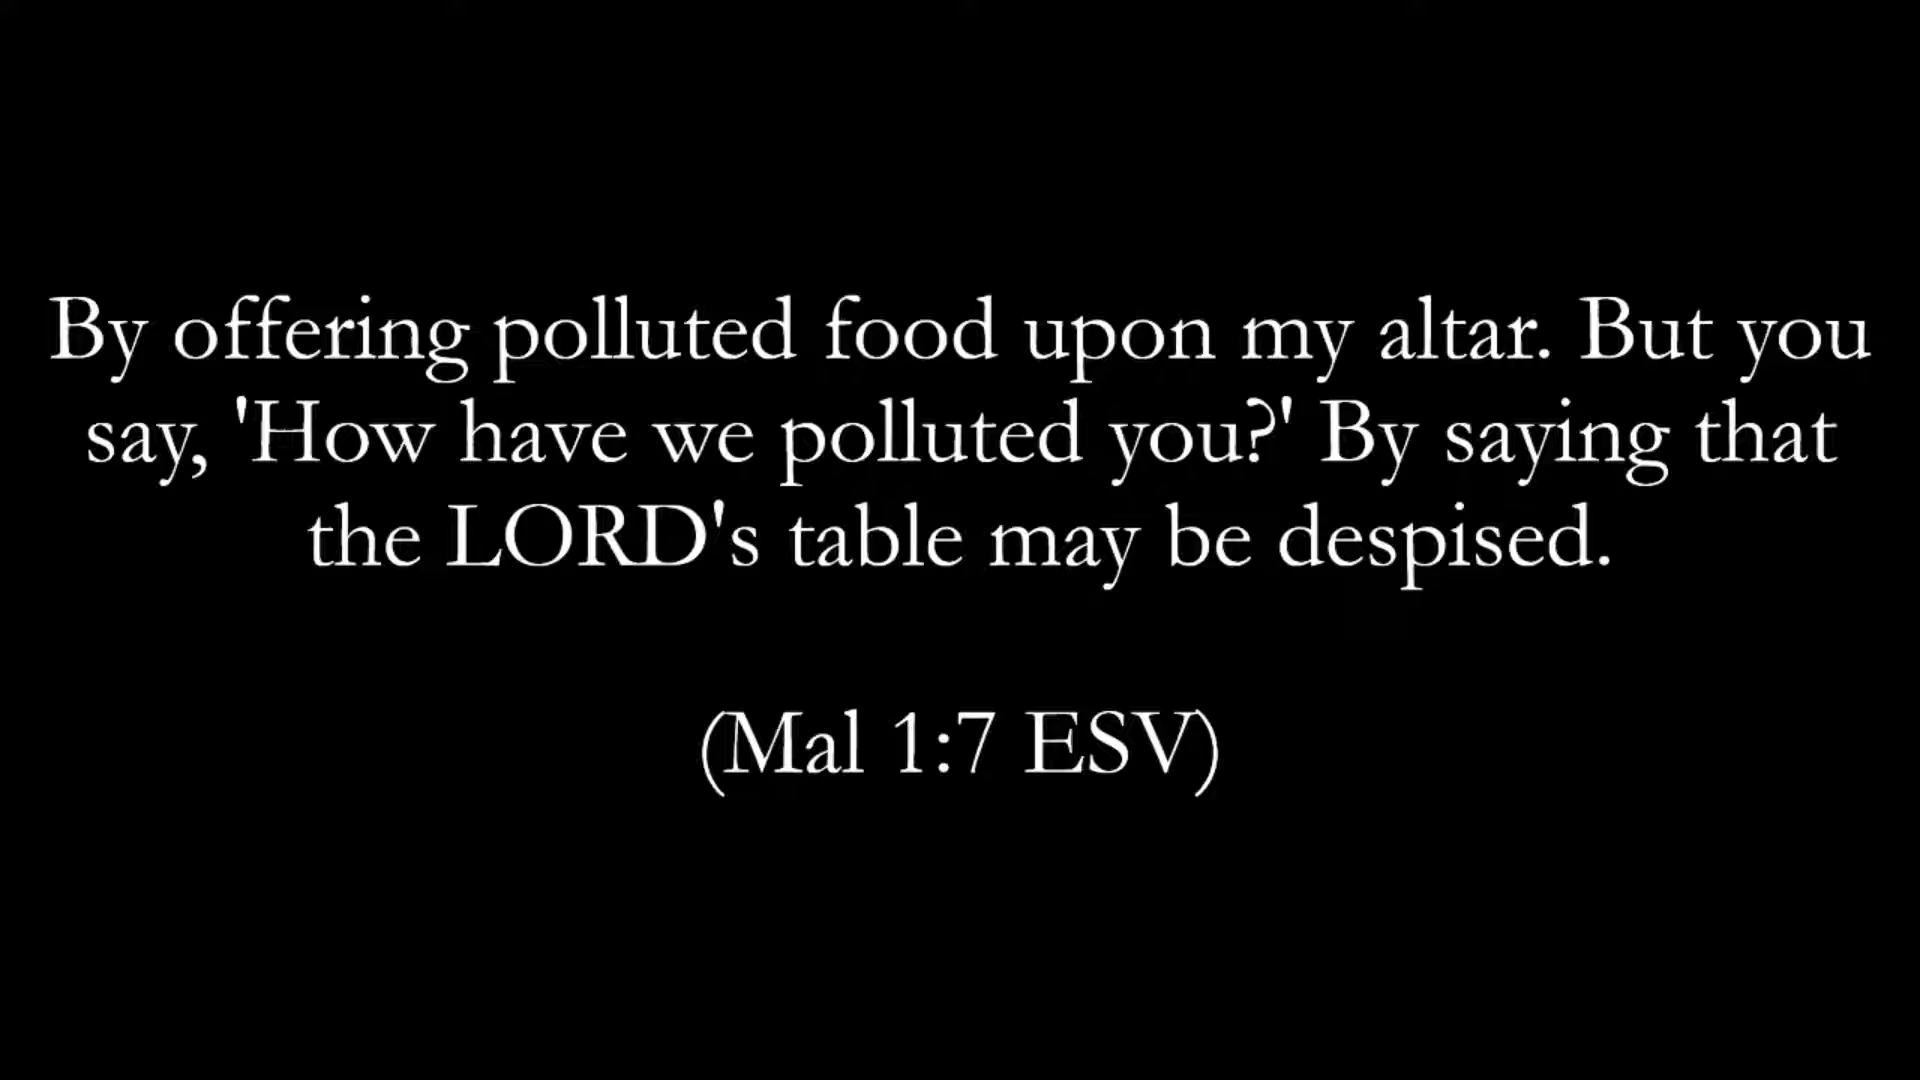 By offering polluted food upon my altar. But you
say, 'How have we polluted you?' By saying that
the LORD's table may be despised.
(Mal 1:7 ESV)